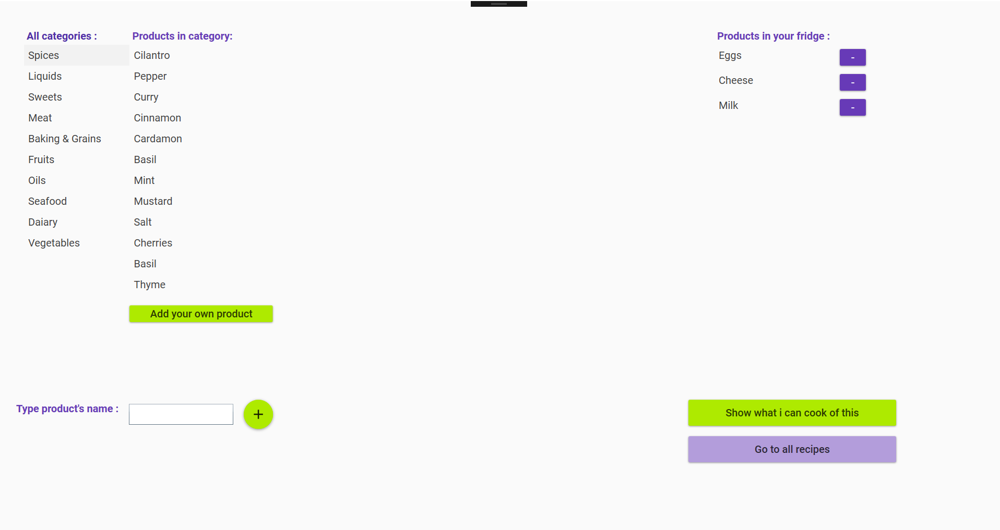 All categories :
Spices
Liquids
Sweets
Meat
Baking & Grains
Fruits
Oils
Seafood
Daiary
Vegetables
Products in category:
Cilantro
Pepper
Curry
Cinnamon
Cardamon
Basil
Mint
Mustard
Salt
Cherries
Basil
Thyme
Add your own product
Products in your fridge :
Eggs -
Cheese -
Milk -
Type product's name :
+
Show what i can cook of this
Go to all recipes